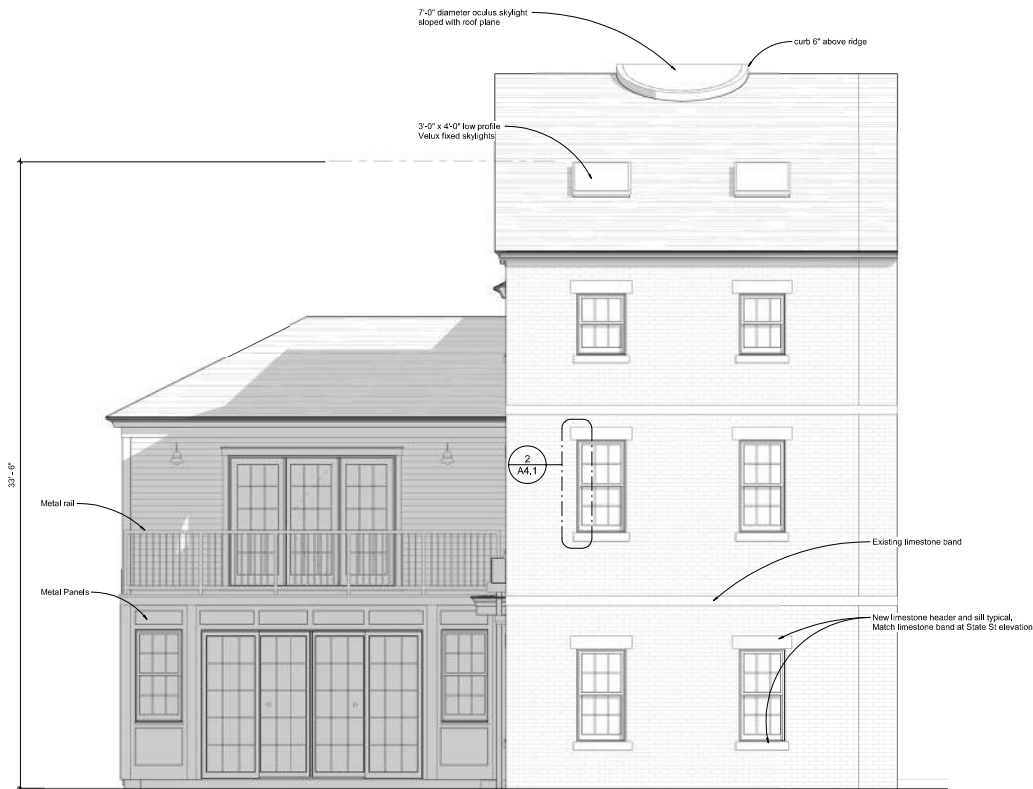 7'-0" diameter oculus skylight
sloped with roof plane
curb 6" above ridge
3'-0" x 4'-0" low profile
Velux fixed skylights
33' - 6"
2
A4.1
Metal rail
Existing limestone band
Metal Panels
New limestone header and sill typical,
Match limestone band at State St elevation